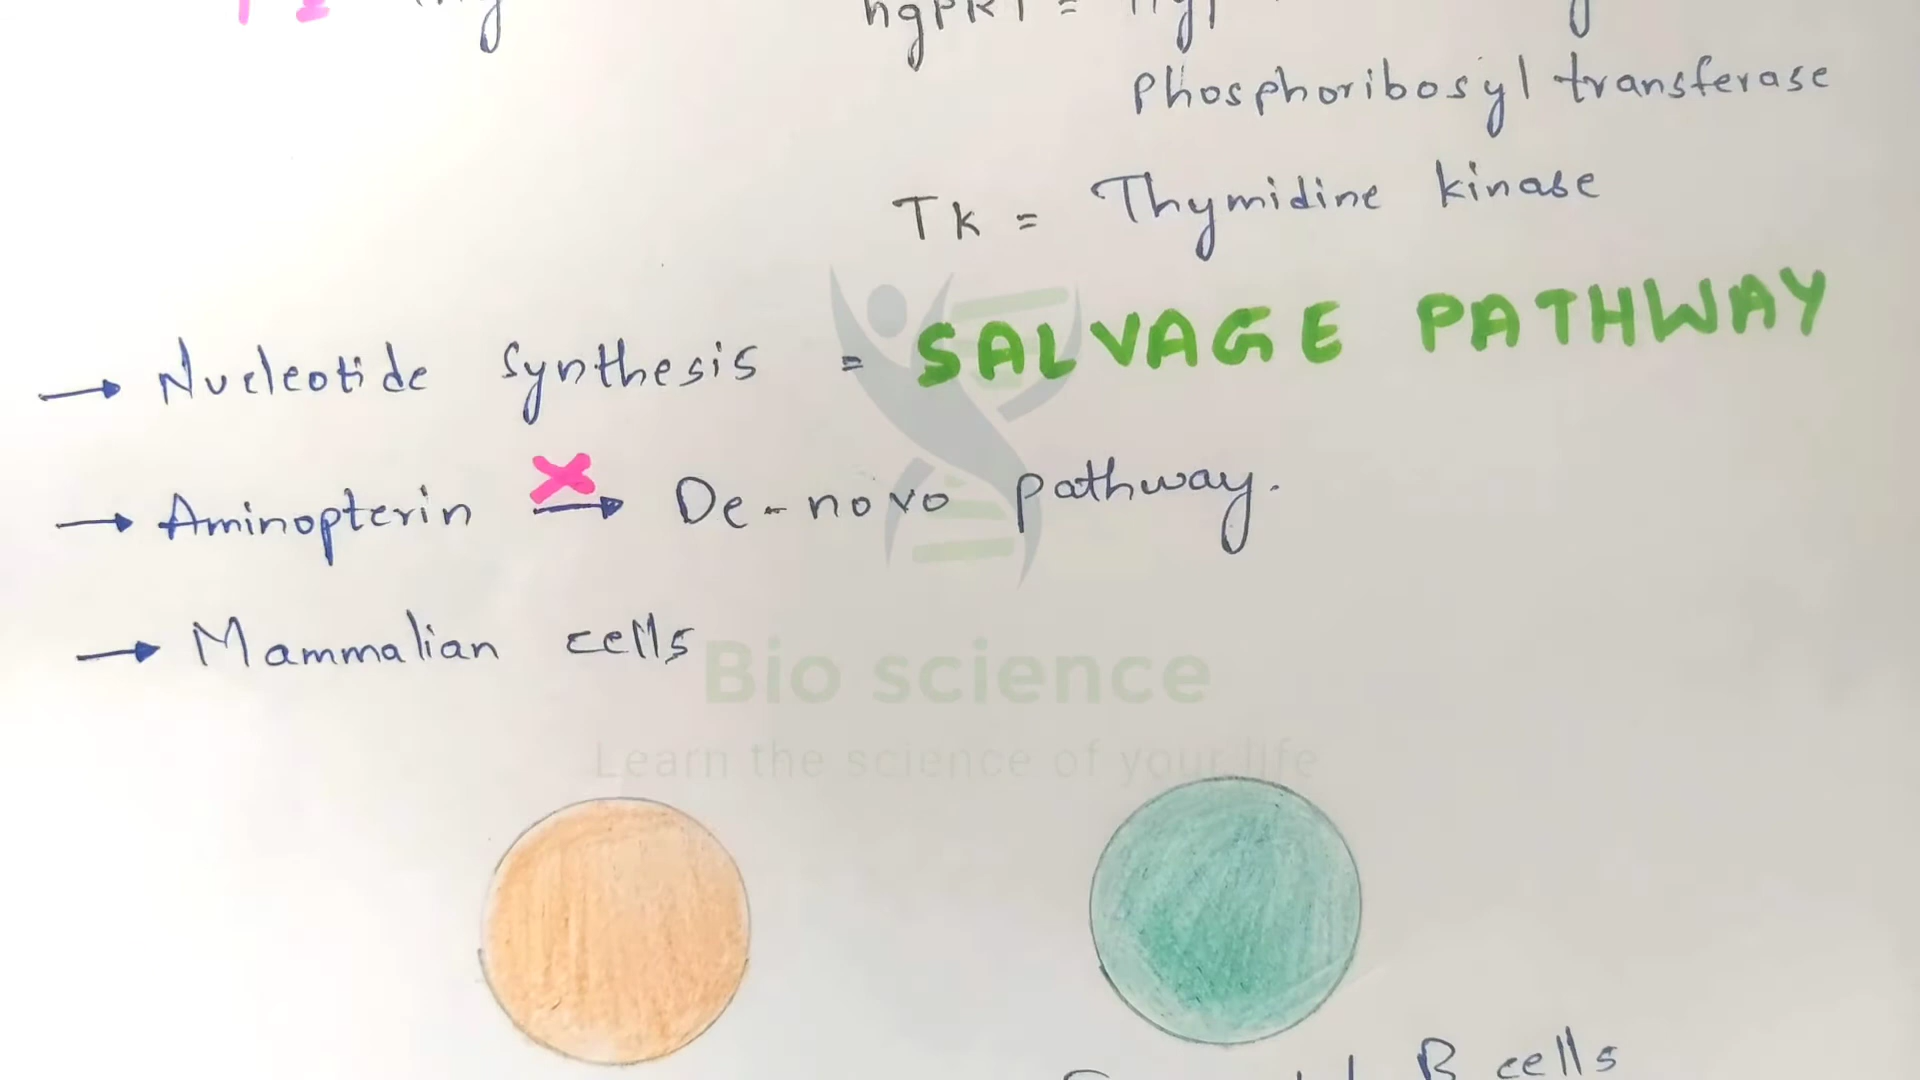 hgPRT =
Phosphoribosyl transferase
Tk = Thymidine kinase
→ Nucleotide Synthesis = SALVAGE PATHWAY
→ Aminopterin → De-novo pathway.
→ Mammalian cells
Bio science
Learn the science of your life
B cells